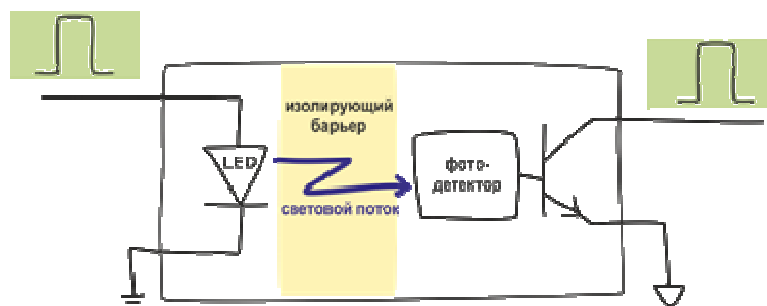 изолирующий
барьер
LED
фото-
детектор
световой поток